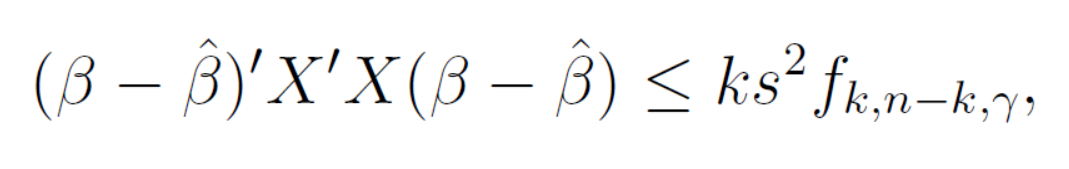 (β − β̂)′X′X(β − β̂) ≤ ks²f_{k,n−k,γ},